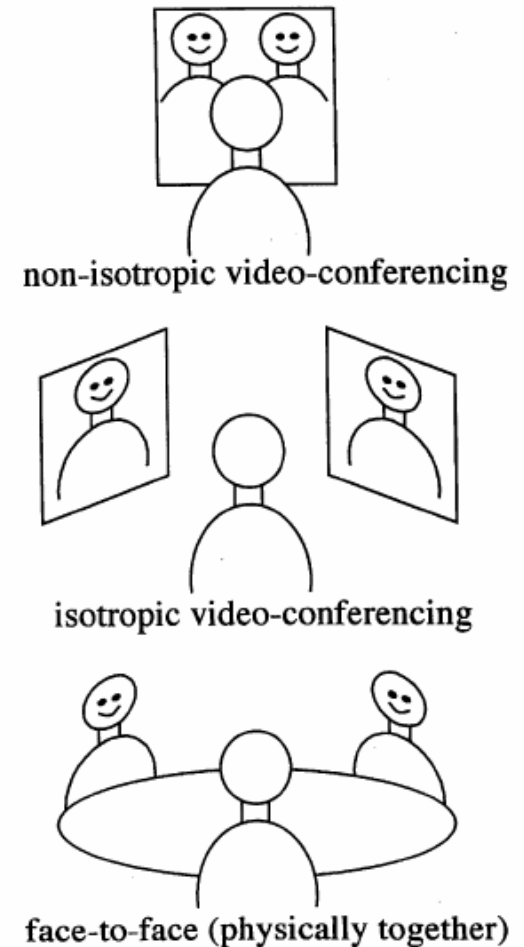 non-isotropic video-conferencing
isotropic video-conferencing
face-to-face (physically together)